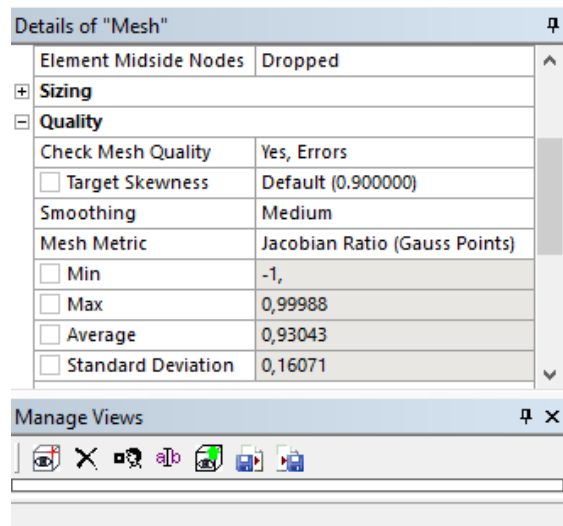 Details of "Mesh"
Element Midside Nodes Dropped
Sizing
Quality
Check Mesh Quality Yes, Errors
Target Skewness Default (0.900000)
Smoothing Medium
Mesh Metric Jacobian Ratio (Gauss Points)
Min -1,
Max 0,99988
Average 0,93043
Standard Deviation 0,16071
Manage Views
a|b